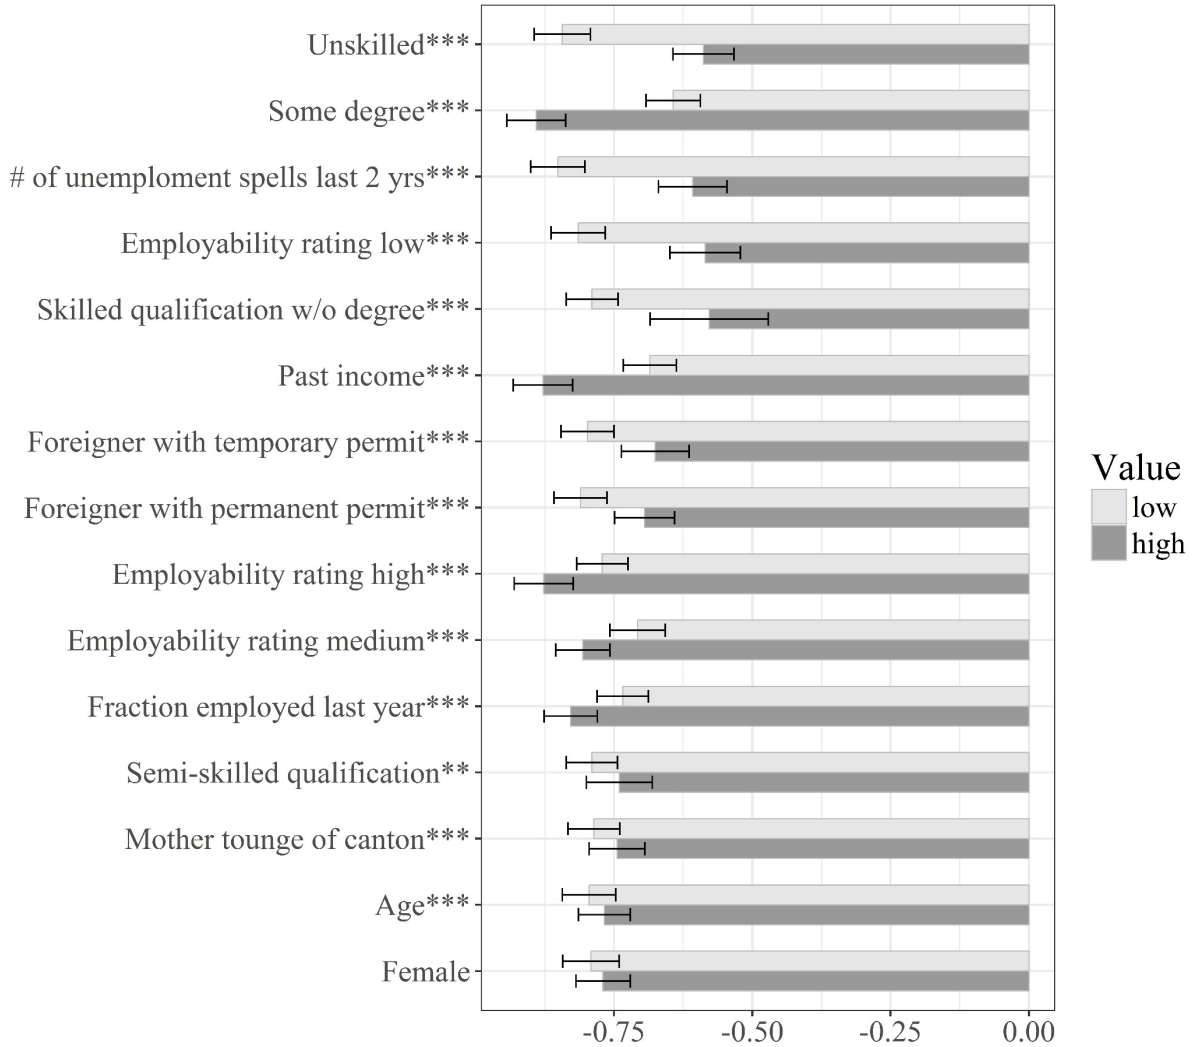 Unskilled***
Some degree***
# of unemploment spells last 2 yrs***
Employability rating low***
Skilled qualification w/o degree***
Past income***
Foreigner with temporary permit***
Foreigner with permanent permit***
Employability rating high***
Employability rating medium***
Fraction employed last year***
Semi-skilled qualification**
Mother tounge of canton***
Age***
Female
-0.75 -0.50 -0.25 0.00
Value
low
high